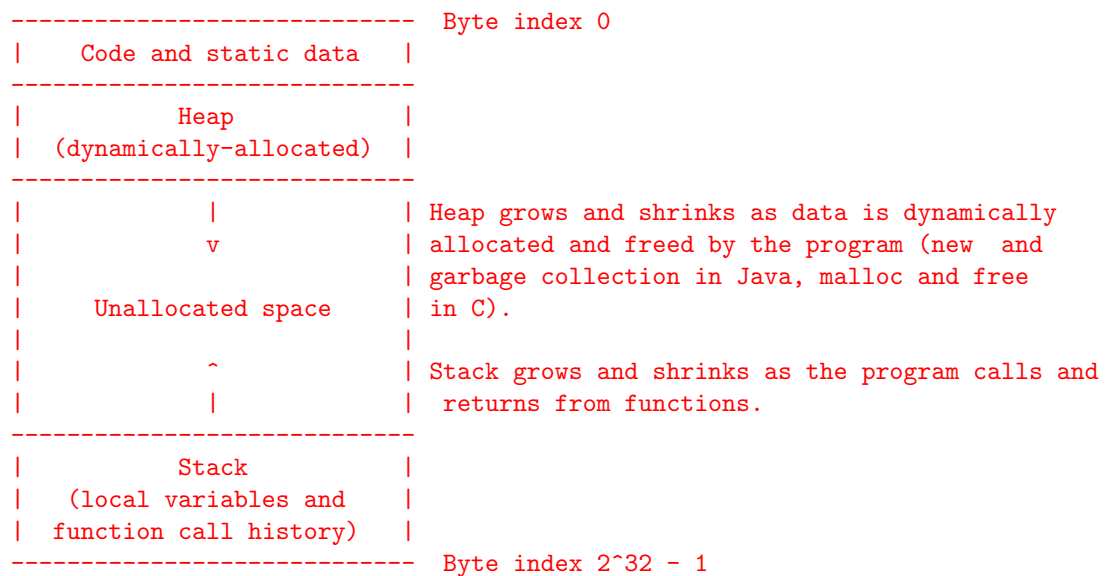 ----------------------------- Byte index 0
|    Code and static data   |
-----------------------------
|           Heap            |
|  (dynamically-allocated)  |
-----------------------------
|             |             | Heap grows and shrinks as data is dynamically
|             v             | allocated and freed by the program (new  and
|                           | garbage collection in Java, malloc and free
|     Unallocated space     | in C).
|                           |
|             ^             | Stack grows and shrinks as the program calls and
|             |             |  returns from functions.
-----------------------------
|           Stack           |
|   (local variables and    |
|  function call history)   |
-----------------------------  Byte index 2^32 - 1